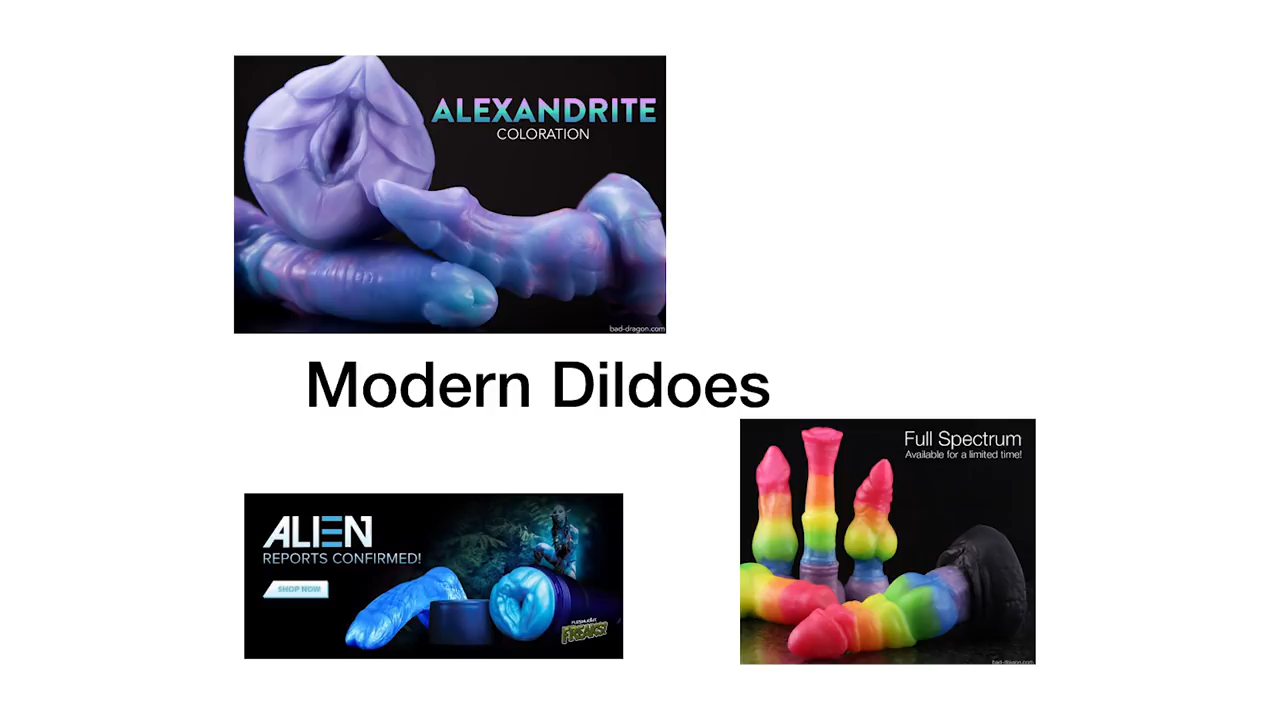 ALEXANDRITE
COLORATION
bad-dragon.com
Modern Dildoes
Full Spectrum
Available for a limited time!
ALIEN
REPORTS CONFIRMED!
SHOP NOW
FLESHLIGHT
FREAKS!
bad-dragon.com